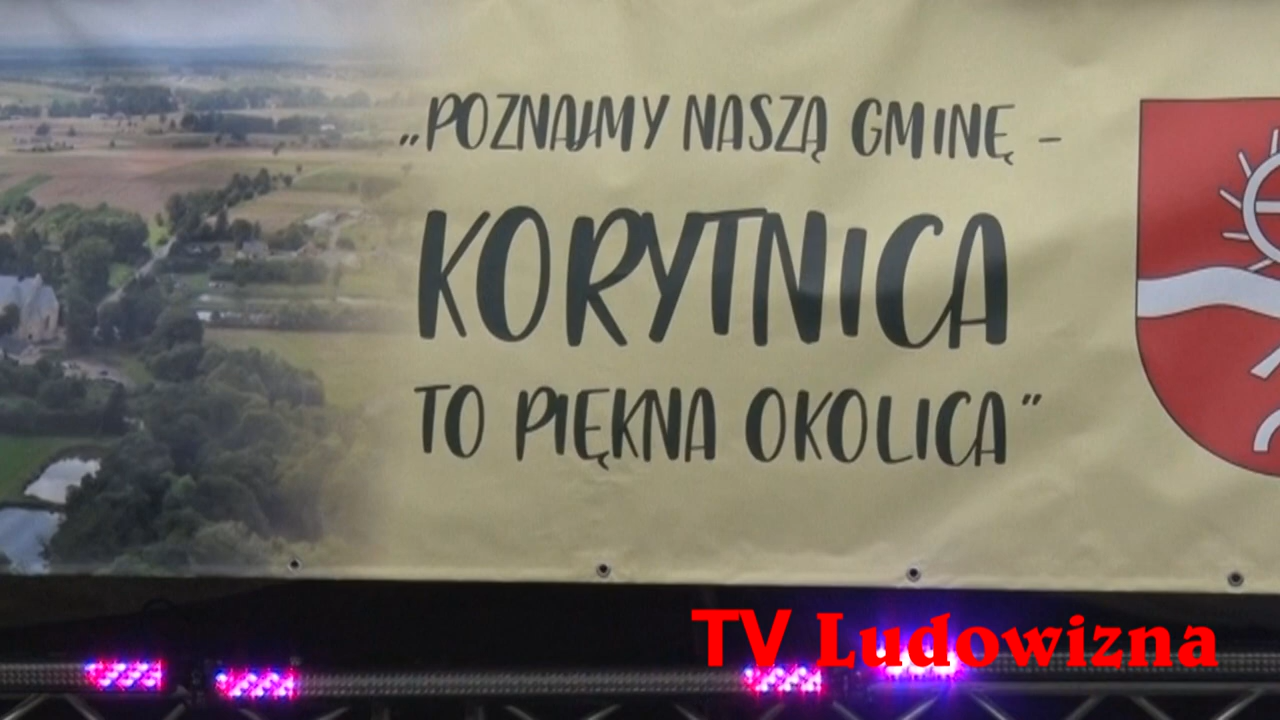 „POZNAJMY NASZĄ GMINĘ -
KORYTNICA
TO PIĘKNA OKOLICA”
TV Ludowizna